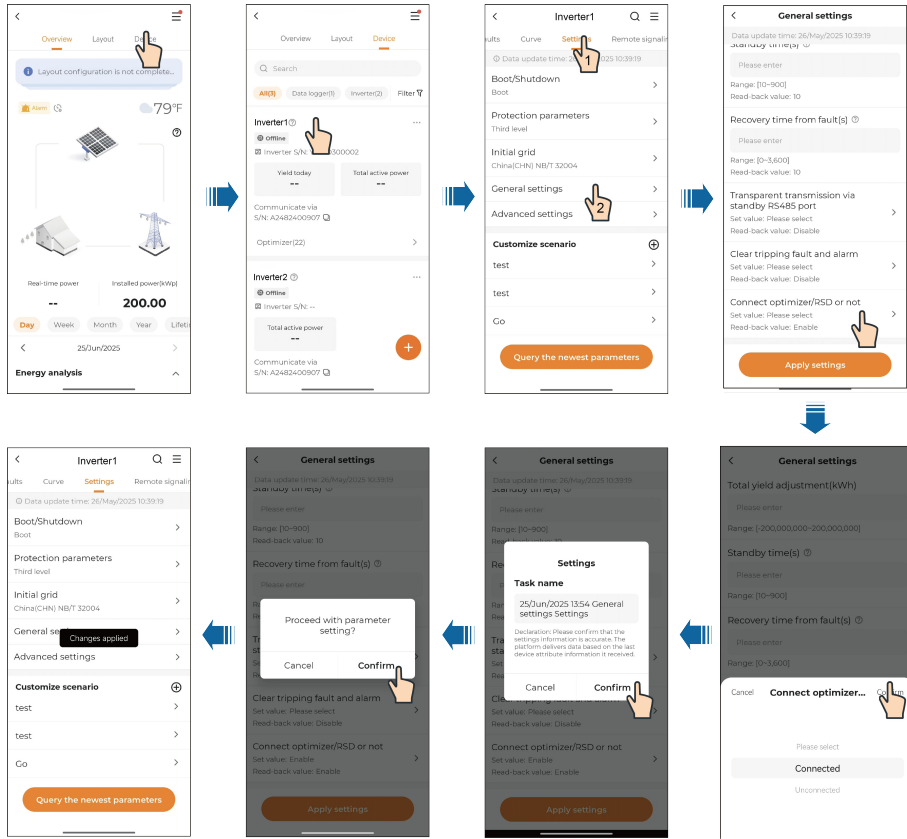 Overview Layout
Layout configuration is not complete...
Alarm
79°F
Real-time power Installed power(kWp)
-- 200.00
Day Week Month Year
25/Jun/2025
Energy analysis
Overview Layout Device
Search
All(3) Data logger(1) Inverter(2) Filter
Inverter1
Offline
Inverter S/N:
Yield today Total active power
-- --
Communicate via
S/N: A2482400907
Optimizer(22)
Inverter2
Offline
Inverter S/N: --
Total active power
--
Communicate via
S/N: A2482400907
+
Inverter1
Curve Remote
1
Data update time: 2025 10:39:19
Boot/Shutdown
Boot
Protection parameters
Third level
Initial grid
China(CHN) NB/T 32004
General settings
2
Advanced settings
Customize scenario
test
test
Go
Query the newest parameters
General settings
Data update time: 26/May/2025 10:39:19
Standby time(s)
Please enter
Range: [10~900]
Read-back value: 10
Recovery time from fault(s)
Please enter
Range: [0~3,600]
Read-back value: 10
Transparent transmission via
standby RS485 port
Set value: Please select
Read-back value: Disable
Clear tripping fault and alarm
Set value: Please select
Read-back value: Disable
Connect optimizer/RSD or not
Set value: Please select
Read-back value: Enable
Apply settings
Inverter1
Curve Settings Remote
Data update time: 26/May/2025 10:39:19
Boot/Shutdown
Boot
Protection parameters
Third level
Initial grid
China(CHN) NB/T 32004
General
Changes applied
Advanced settings
Customize scenario
test
test
Go
Query the newest parameters
General settings
Data update time: 26/May/2025 10:39:19
Standby time(s)
Please enter
Range: [10~900]
Read-back value: 10
Recovery time from fault(s)
Please enter
Proceed with parameter
setting?
Cancel Confirm
Clear tripping fault and alarm
Set value: Please select
Read-back value: Disable
Connect optimizer/RSD or not
Set value: Enable
Read-back value: Enable
Apply settings
General settings
Data update time: 26/May/2025 10:39:19
Standby time(s)
Please enter
Range: [10~900]
Settings
Task name
25/Jun/2025 13:54 General
settings Settings
Declaration: Please confirm that the
settings information is accurate. The
platform delivers data based on the last
device attribute information it received.
Cancel Confirm
Set value: Please select
Read-back value: Disable
Connect optimizer/RSD or not
Set value: Enable
Read-back value: Enable
Apply settings
General settings
Total yield adjustment(kWh)
Please enter
Range: [-200,000,000~200,000,000]
Standby time(s)
Please enter
Range: [10~900]
Recovery time from fault(s)
Please enter
Range: [0~3,600]
Cancel Connect optimizer...
Please select
Connected
Unconnected